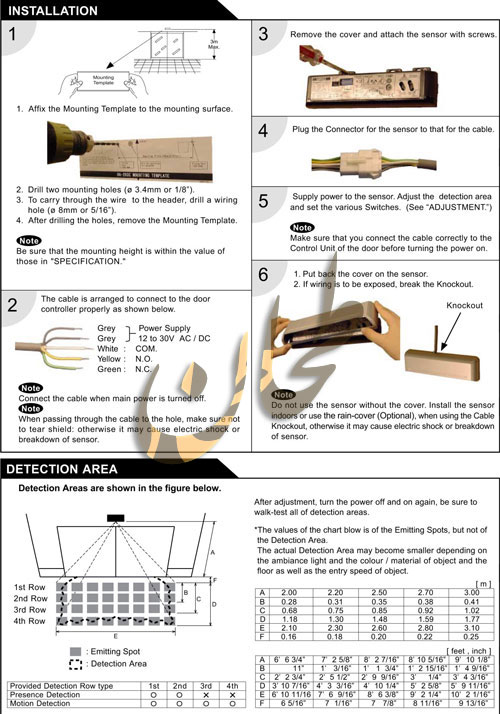 INSTALLATION
1
3m
Max.
Mounting
Template
1. Affix the Mounting Template to the mounting surface.
2. Drill two mounting holes (ø 3.4mm or 1/8").
3. To carry through the wire to the header, drill a wiring
hole (ø 8mm or 5/16").
4. After drilling the holes, remove the Mounting Template.
Note
Be sure that the mounting height is within the value of
those in "SPECIFICATION."
2
The cable is arranged to connect to the door
controller properly as shown below.
Grey Power Supply
Grey 12 to 30V AC / DC
White : COM.
Yellow : N.O.
Green : N.C.
Note
Connect the cable when main power is turned off.
Note
When passing through the cable to the hole, make sure not
to tear shield: otherwise it may cause electric shock or
breakdown of sensor.
3
Remove the cover and attach the sensor with screws.
4
Plug the Connector for the sensor to that for the cable.
5
Supply power to the sensor. Adjust the detection area
and set the various Switches. (See "ADJUSTMENT.")
Note
Make sure that you connect the cable correctly to the
Control Unit of the door before turning the power on.
6
1. Put back the cover on the sensor.
2. If wiring is to be exposed, break the Knockout.
Knockout
Note
Do not use the sensor without the cover. Install the sensor
indoors or use the rain-cover (Optional), when using the Cable
Knockout, otherwise it may cause electric shock or breakdown
of sensor.
DETECTION AREA
Detection Areas are shown in the figure below.
A
F
B
C
D
E
1st Row
2nd Row
3rd Row
4th Row
: Emitting Spot
: Detection Area
Provided Detection Row type 1st 2nd 3rd 4th
Presence Detection O O X X
Motion Detection O O O O
After adjustment, turn the power off and on again, be sure to
walk-test all of detection areas.
*The values of the chart blow is of the Emitting Spots, but not of
the Detection Area.
The actual Detection Area may become smaller depending on
the ambiance light and the colour / material of object and the
floor as well as the entry speed of object.
[ m ]
A 2.00 2.20 2.50 2.70 3.00
B 0.28 0.31 0.35 0.38 0.41
C 0.68 0.75 0.85 0.92 1.02
D 1.18 1.30 1.48 1.59 1.77
E 2.10 2.30 2.60 2.80 3.10
F 0.16 0.18 0.20 0.22 0.25
[ feet , inch ]
A 6' 6 3/4" 7' 2 5/8" 8' 2 7/16" 8' 10 5/16" 9' 10 1/8"
B 11" 1' 3/16" 1' 1 3/4" 1' 2 15/16" 1' 4 9/16"
C 2' 2 3/4" 2' 5 1/2" 2' 9 9/16" 3' 1/4" 3' 4 3/16"
D 3' 10 7/16" 4' 3 3/16" 4' 10 1/4" 5' 2 5/8" 5' 9 11/16"
E 6' 10 11/16 7' 6 9/16" 8' 6 3/8" 9' 2 1/4" 10' 2 1/16"
F 6 5/16" 7 1/16" 7 7/8" 8 11/16" 9 13/16"